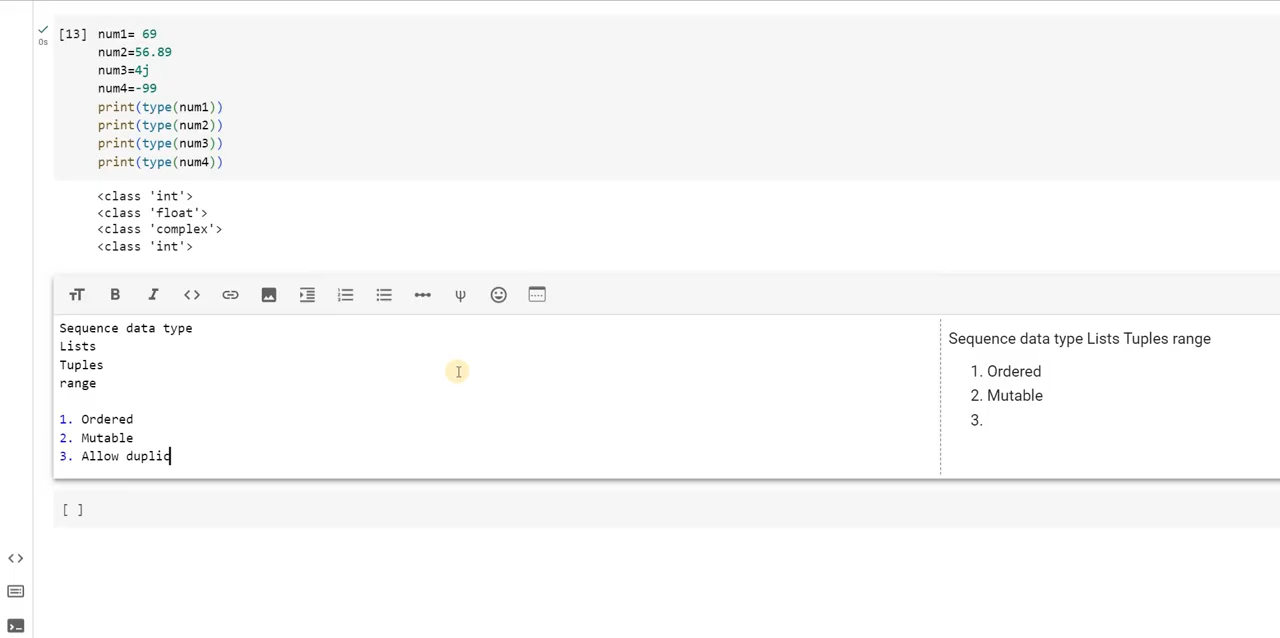 [13] num1= 69
num2=56.89
num3=4j
num4=-99
print(type(num1))
print(type(num2))
print(type(num3))
print(type(num4))
0s
<class 'int'>
<class 'float'>
<class 'complex'>
<class 'int'>
Sequence data type
Lists
Tuples
range
1. Ordered
2. Mutable
3. Allow duplic
Sequence data type Lists Tuples range
1. Ordered
2. Mutable
3.
[ ]